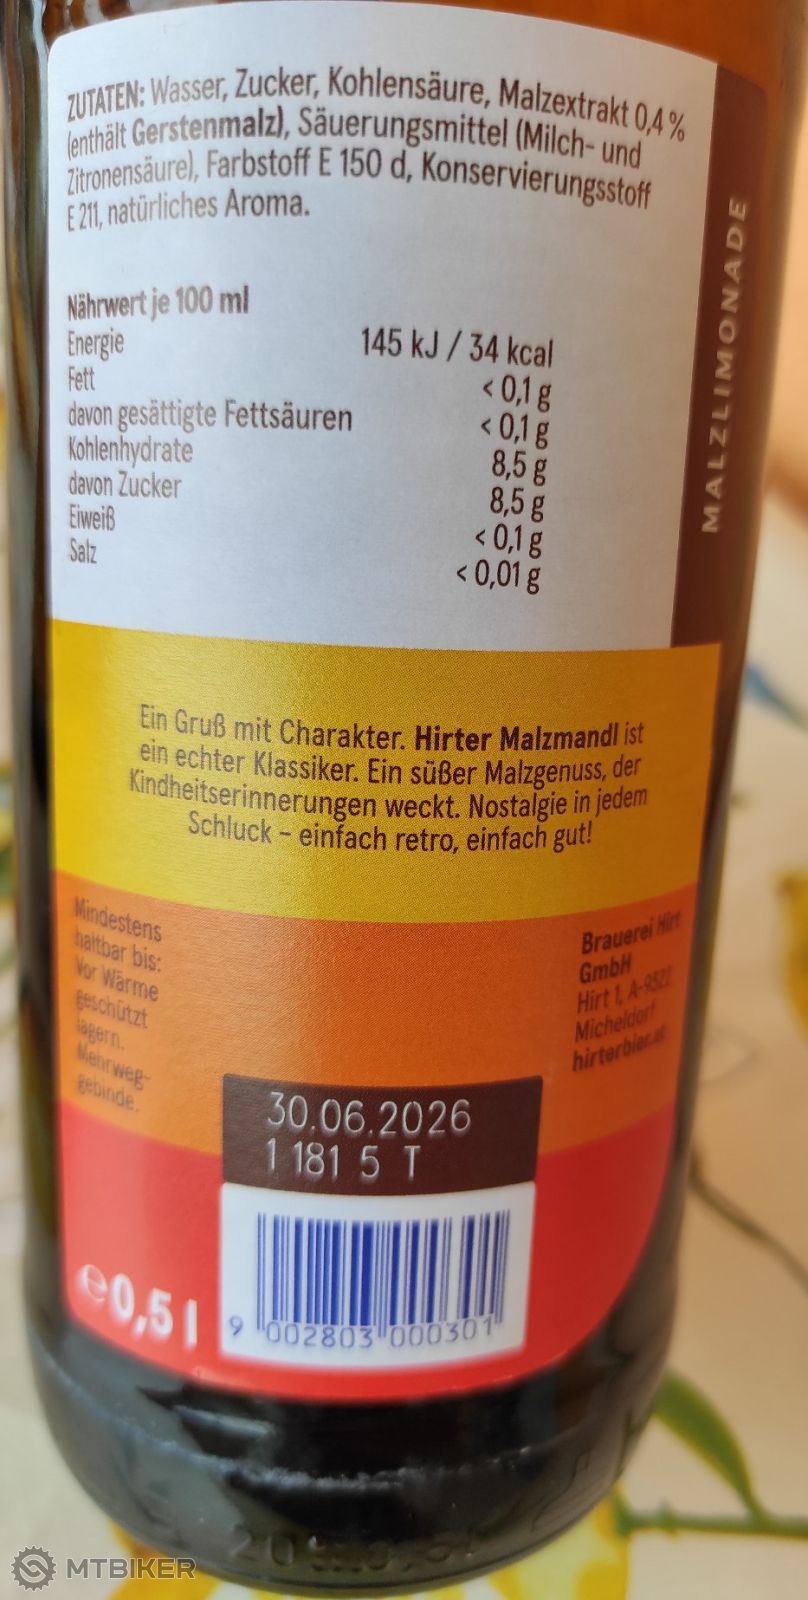 ZUTATEN: Wasser, Zucker, Kohlensäure, Malzextrakt 0,4 %
(enthält Gerstenmalz), Säuerungsmittel (Milch- und
Zitronensäure), Farbstoff E 150 d, Konservierungsstoff
E 211, natürliches Aroma.
MALZLIMONADE
Nährwert je 100 ml
Energie 145 kJ / 34 kcal
Fett < 0,1 g
davon gesättigte Fettsäuren < 0,1 g
Kohlenhydrate 8,5 g
davon Zucker 8,5 g
Eiweiß < 0,1 g
Salz < 0,01 g
Ein Gruß mit Charakter. Hirter Malzmandl ist
ein echter Klassiker. Ein süßer Malzgenuss, der
Kindheitserinnerungen weckt. Nostalgie in jedem
Schluck – einfach retro, einfach gut!
Mindestens
haltbar bis:
Vor Wärme
geschützt
lagern.
Mehrweg-
gebinde.
Brauerei Hirt
GmbH
Hirt 1, A-9322
Micheldorf
hirterbier.at
30.06.2026
1 181 5 T
℮0,5 l
9 002803 000301
MTBIKER